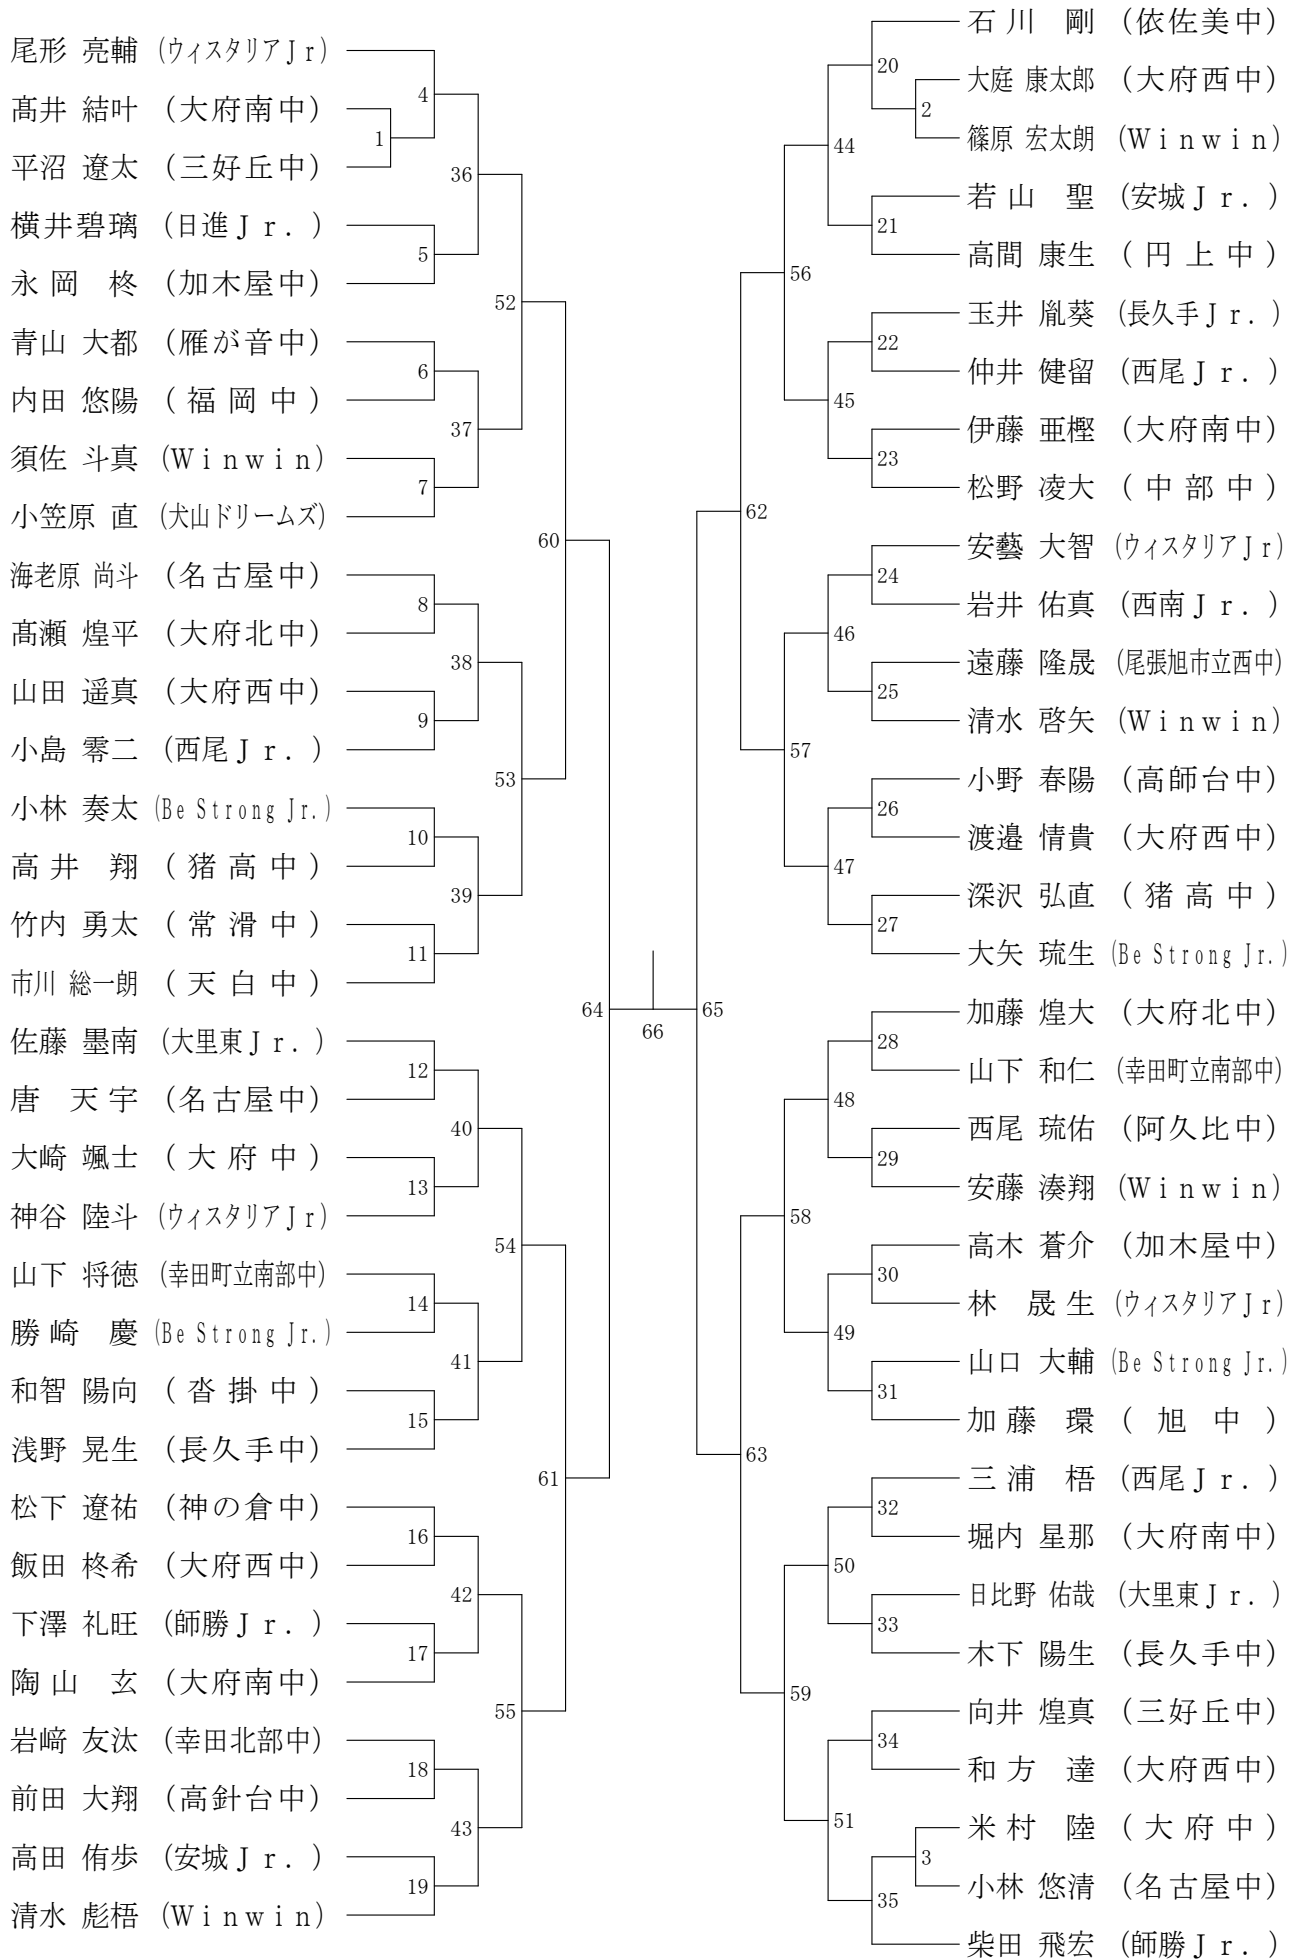 尾形 亮輔 (ウィスタリアJr)
髙井 結叶 (大府南中)
平沼 遼太 (三好丘中)
横井碧璃 (日進Jr.)
永岡 柊 (加木屋中)
青山 大都 (雁が音中)
内田 悠陽 (福岡中)
須佐 斗真 (Winwin)
小笠原 直 (犬山ドリームズ)
海老原 尚斗 (名古屋中)
髙瀬 煌平 (大府北中)
山田 遥真 (大府西中)
小島 零二 (西尾Jr.)
小林 奏太 (Be Strong Jr.)
高井 翔 (猪高中)
竹内 勇太 (常滑中)
市川 総一朗 (天白中)
佐藤 墨南 (大里東Jr.)
唐 天宇 (名古屋中)
大崎 颯士 (大府中)
神谷 陸斗 (ウィスタリアJr)
山下 将徳 (幸田町立南部中)
勝崎 慶 (Be Strong Jr.)
和智 陽向 (沓掛中)
浅野 晃生 (長久手中)
松下 遼祐 (神の倉中)
飯田 柊希 (大府西中)
下澤 礼旺 (師勝Jr.)
陶山 玄 (大府南中)
岩﨑 友汰 (幸田北部中)
前田 大翔 (高針台中)
高田 侑歩 (安城Jr.)
清水 彪梧 (Winwin)
1
4
5
6
7
8
9
10
11
12
13
14
15
16
17
18
19
36
37
38
39
40
41
42
43
52
53
54
55
60
61
64
66
65
62
63
56
57
58
59
44
45
46
47
48
49
50
51
20
21
22
23
24
25
26
27
28
29
30
31
32
33
34
35
2
3
石川 剛 (依佐美中)
大庭 康太郎 (大府西中)
篠原 宏太朗 (Winwin)
若山 聖 (安城Jr.)
高間 康生 (円上中)
玉井 胤葵 (長久手Jr.)
仲井 健留 (西尾Jr.)
伊藤 亜樫 (大府南中)
松野 凌大 (中部中)
安藝 大智 (ウィスタリアJr)
岩井 佑真 (西南Jr.)
遠藤 隆晟 (尾張旭市立西中)
清水 啓矢 (Winwin)
小野 春陽 (高師台中)
渡邉 情貴 (大府西中)
深沢 弘直 (猪高中)
大矢 琉生 (Be Strong Jr.)
加藤 煌大 (大府北中)
山下 和仁 (幸田町立南部中)
西尾 琉佑 (阿久比中)
安藤 湊翔 (Winwin)
高木 蒼介 (加木屋中)
林 晟生 (ウィスタリアJr)
山口 大輔 (Be Strong Jr.)
加藤 環 (旭中)
三浦 梧 (西尾Jr.)
堀内 星那 (大府南中)
日比野 佑哉 (大里東Jr.)
木下 陽生 (長久手中)
向井 煌真 (三好丘中)
和方 達 (大府西中)
米村 陸 (大府中)
小林 悠清 (名古屋中)
柴田 飛宏 (師勝Jr.)